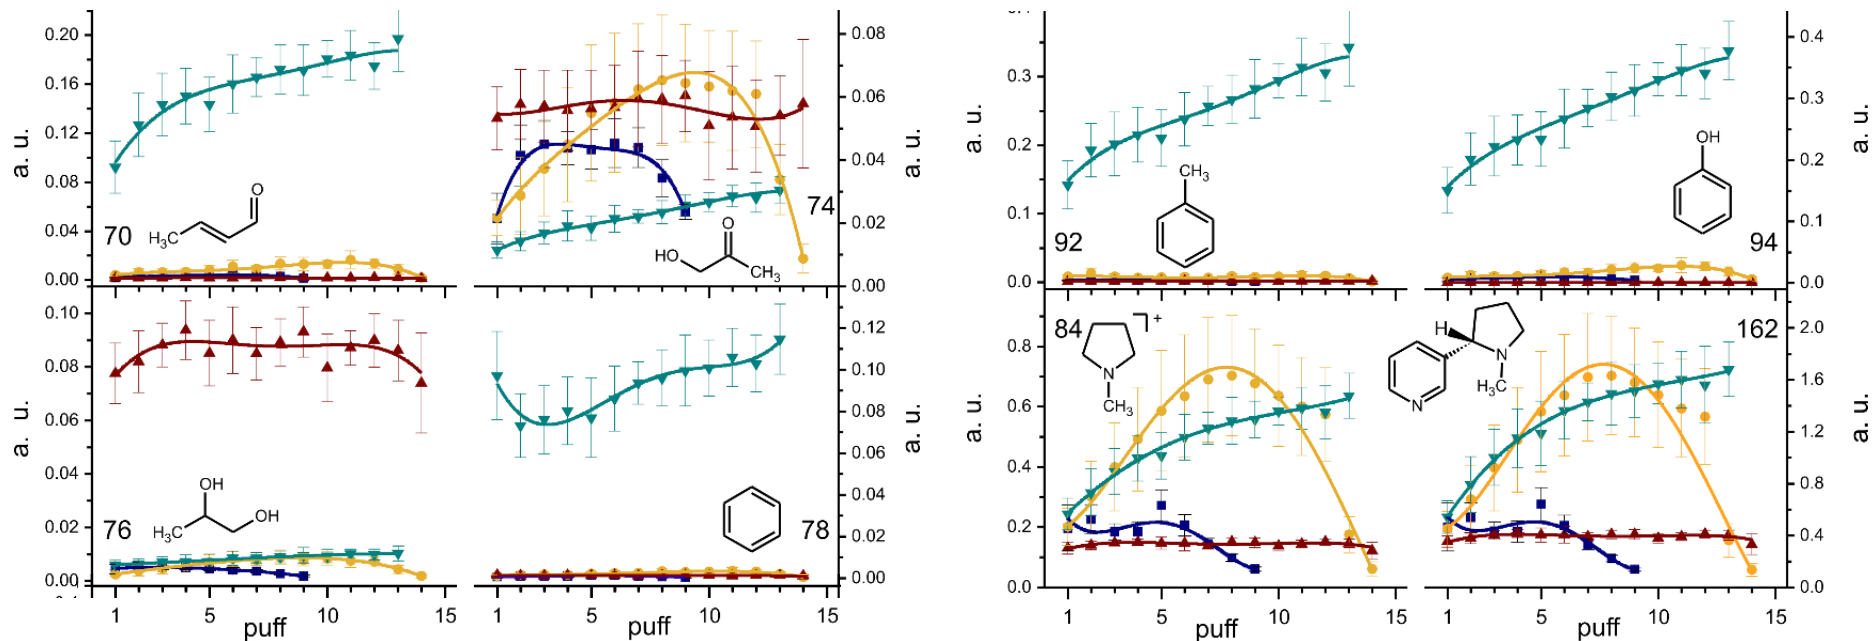 0.20
0.16
0.12
0.08
0.04
0.00
a. u.
70
H₃C
O
0.08
0.06
0.04
0.02
0.00
a. u.
74
HO
O
CH₃
0.10
0.08
0.06
0.04
0.02
0.00
a. u.
76
OH
OH
H₃C
1
5
10
15
puff
0.12
0.10
0.08
0.06
0.04
0.02
0.00
a. u.
78
1
5
10
15
puff
0.3
0.2
0.1
0.0
a. u.
92
CH₃
0.4
0.3
0.2
0.1
0.0
a. u.
94
OH
0.8
0.6
0.4
0.2
0.0
a. u.
84
+
N
CH₃
1
5
10
15
puff
2.0
1.6
1.2
0.8
0.4
0.0
a. u.
162
H
N
H₃C
N
1
5
10
15
puff